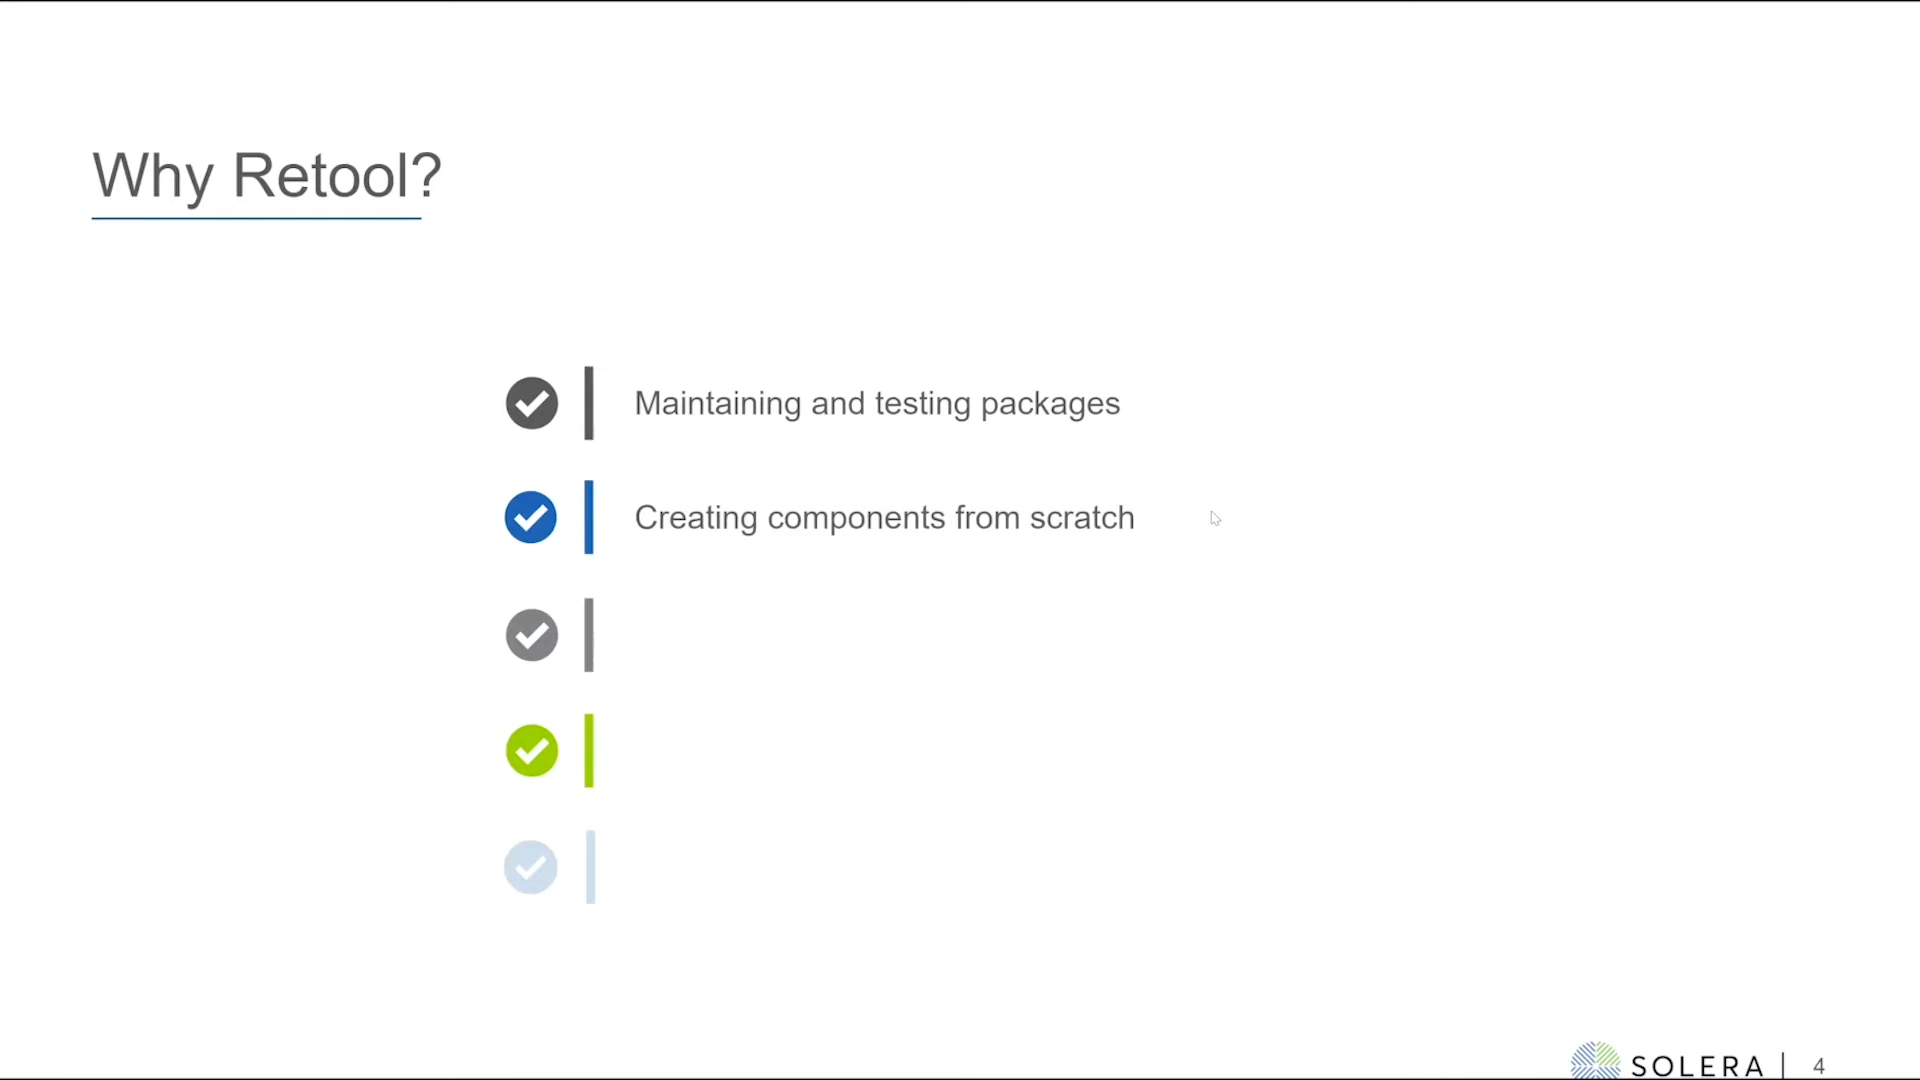 Why Retool?
Maintaining and testing packages
Creating components from scratch
SOLERA | 4